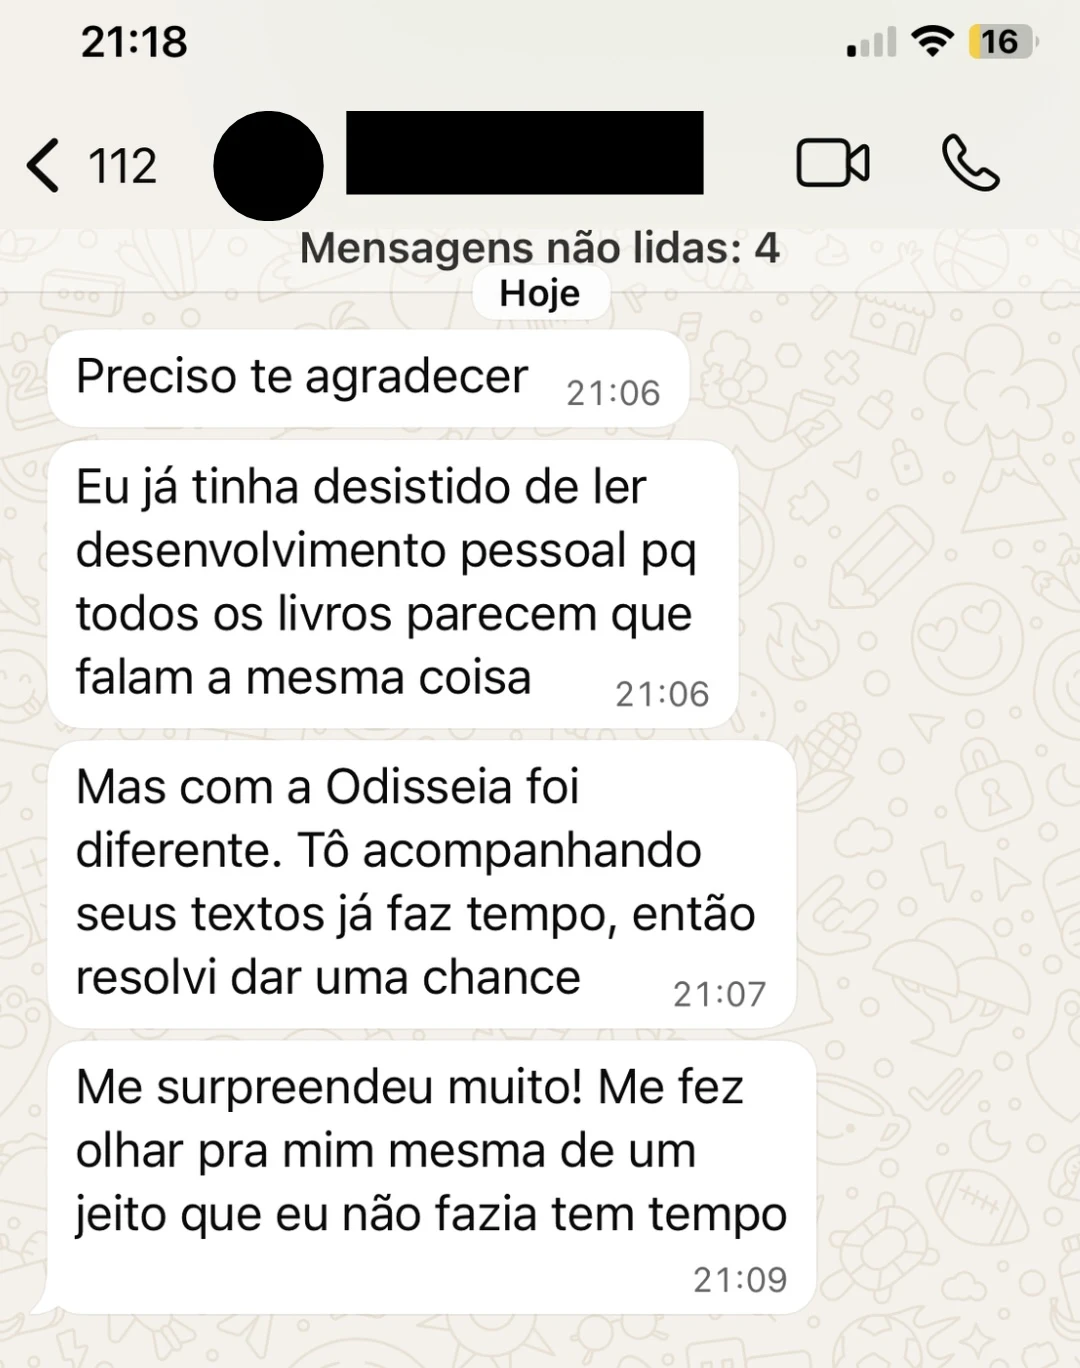 21:18
16
112
Mensagens não lidas: 4
Hoje
Preciso te agradecer
21:06
Eu já tinha desistido de ler
desenvolvimento pessoal pq
todos os livros parecem que
falam a mesma coisa
21:06
Mas com a Odisseia foi
diferente. Tô acompanhando
seus textos já faz tempo, então
resolvi dar uma chance
21:07
Me surpreendeu muito! Me fez
olhar pra mim mesma de um
jeito que eu não fazia tem tempo
21:09